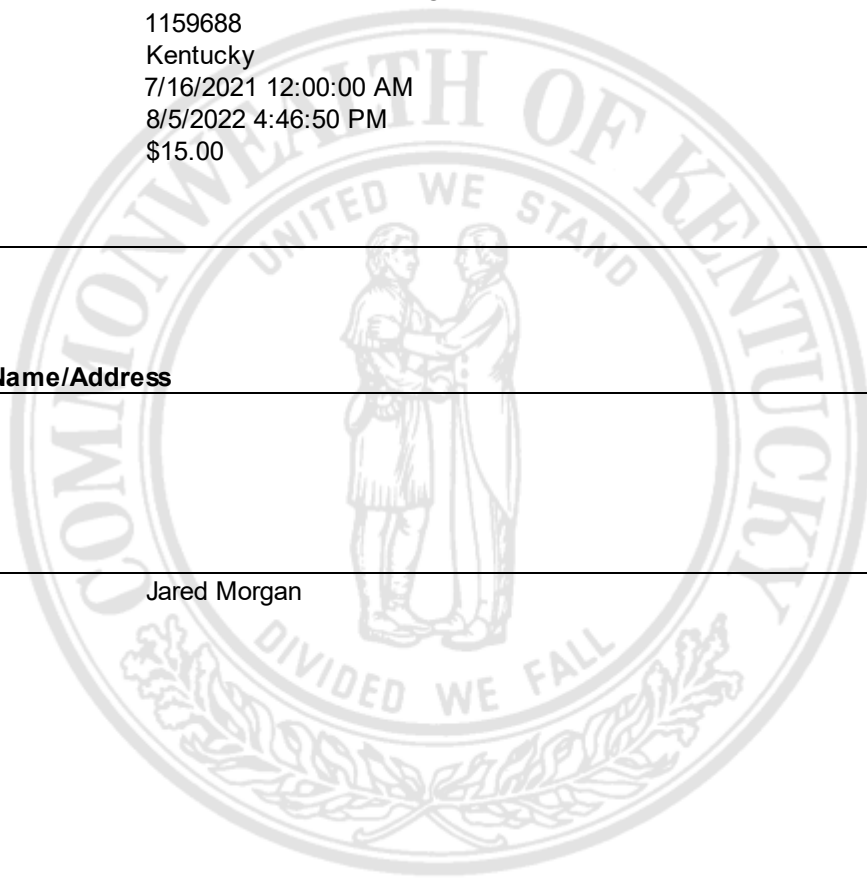 1159688
Kentucky
7/16/2021 12:00:00 AM
8/5/2022 4:46:50 PM
$15.00
COMMONWEALTH OF KENTUCKY
UNITED WE STAND
Name/Address
Jared Morgan
DIVIDED WE FALL